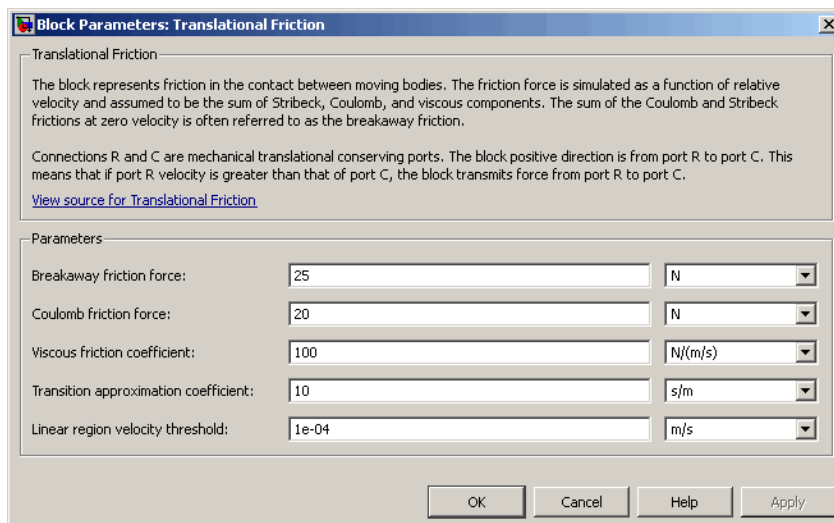 Block Parameters: Translational Friction
Translational Friction
The block represents friction in the contact between moving bodies. The friction force is simulated as a function of relative
velocity and assumed to be the sum of Stribeck, Coulomb, and viscous components. The sum of the Coulomb and Stribeck
frictions at zero velocity is often referred to as the breakaway friction.
Connections R and C are mechanical translational conserving ports. The block positive direction is from port R to port C. This
means that if port R velocity is greater than that of port C, the block transmits force from port R to port C.
View source for Translational Friction
Parameters
Breakaway friction force: 25 N
Coulomb friction force: 20 N
Viscous friction coefficient: 100 N/(m/s)
Transition approximation coefficient: 10 s/m
Linear region velocity threshold: 1e-04 m/s
OK Cancel Help Apply